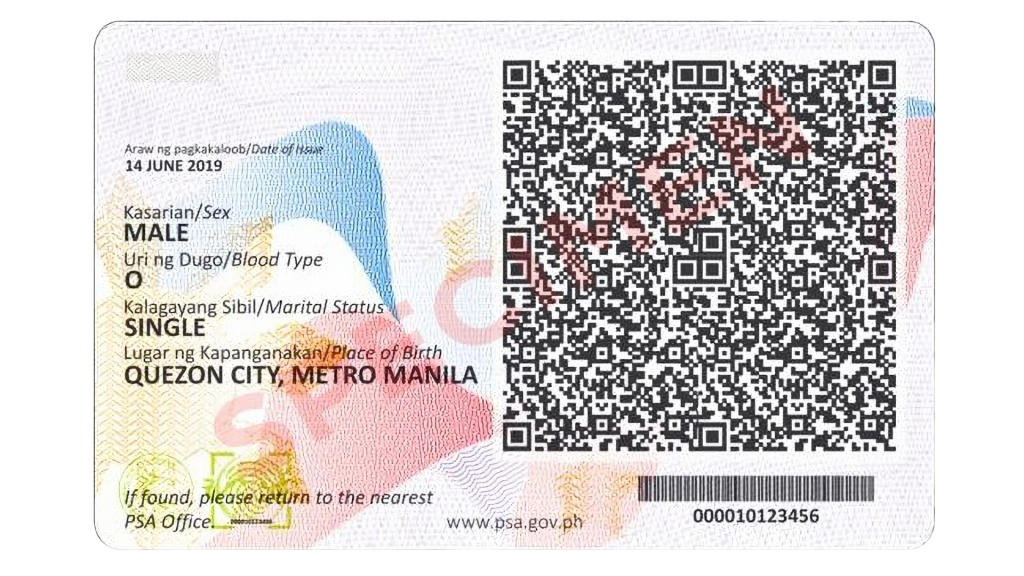 Araw ng pagkakaloob/Date of Issue
14 JUNE 2019
Kasarian/Sex
MALE
Uri ng Dugo/Blood Type
O
Kalagayang Sibil/Marital Status
SINGLE
Lugar ng Kapanganakan/Place of Birth
QUEZON CITY, METRO MANILA
If found, please return to the nearest
PSA Office.
www.psa.gov.ph
000010123456
SPECIMEN